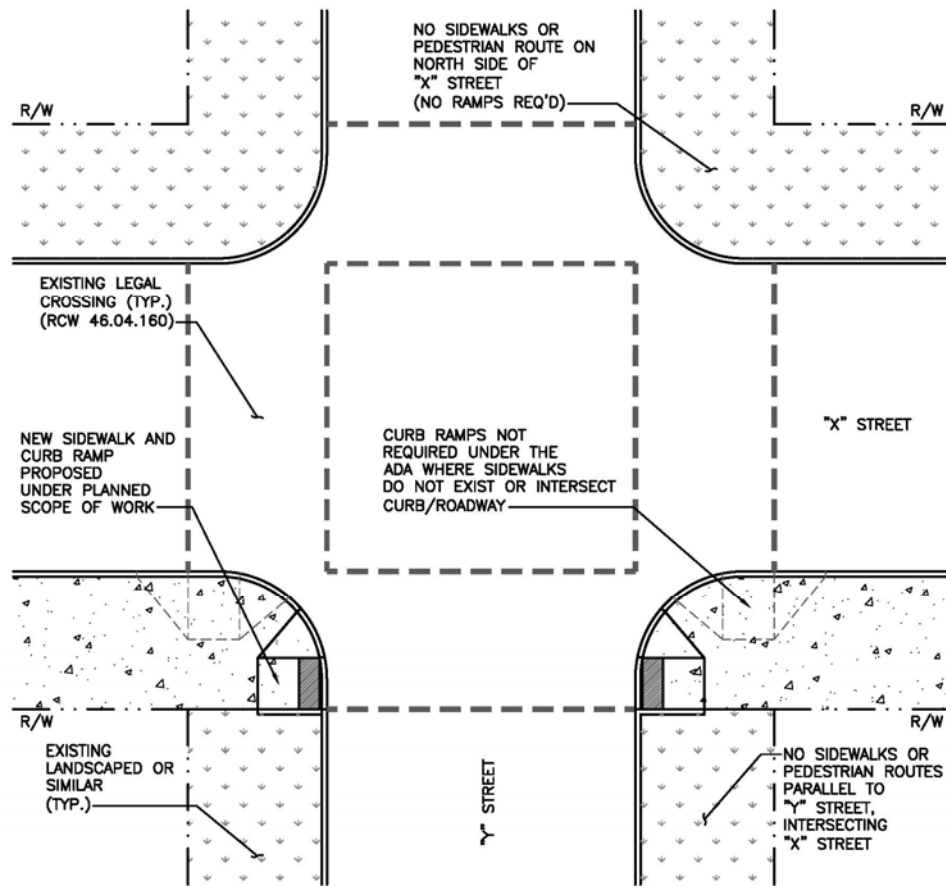 NO SIDEWALKS OR
PEDESTRIAN ROUTE ON
NORTH SIDE OF
"X" STREET
(NO RAMPS REQ'D)
R/W
R/W
EXISTING LEGAL
CROSSING (TYP.)
(RCW 46.04.160)
"X" STREET
NEW SIDEWALK AND
CURB RAMP
PROPOSED
UNDER PLANNED
SCOPE OF WORK
CURB RAMPS NOT
REQUIRED UNDER THE
ADA WHERE SIDEWALKS
DO NOT EXIST OR INTERSECT
CURB/ROADWAY
R/W
R/W
EXISTING
LANDSCAPED OR
SIMILAR
(TYP.)
"Y" STREET
NO SIDEWALKS OR
PEDESTRIAN ROUTES
PARALLEL TO
"Y" STREET,
INTERSECTING
"X" STREET